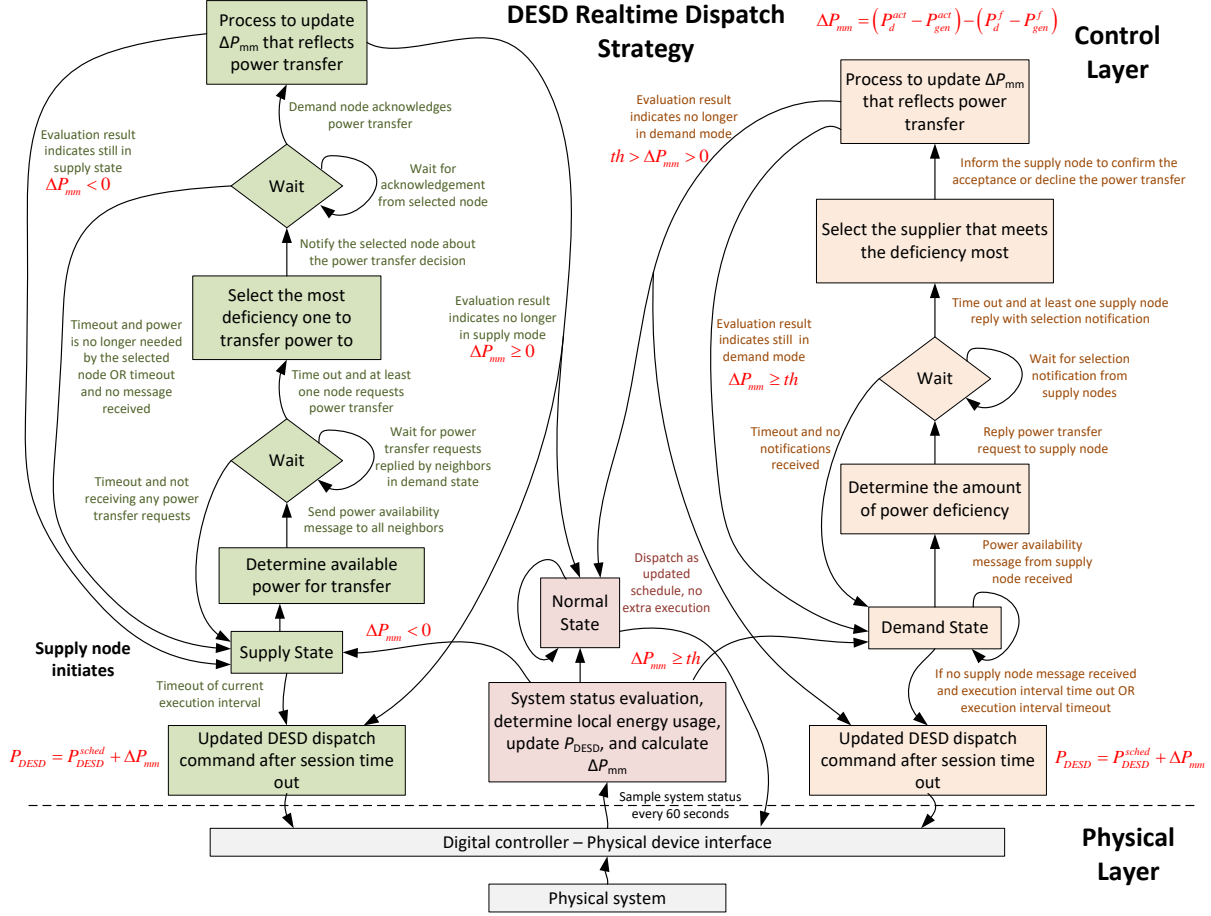 DESD Realtime Dispatch
Strategy
ΔP_mm = (P_d^act − P_gen^act) − (P_d^f − P_gen^f)
Control
Layer
Process to update
ΔP_mm that reflects
power transfer
Demand node acknowledges
power transfer
Evaluation result
indicates still in
supply state
ΔP_mm < 0
Wait
Wait for
acknowledgement
from selected node
Notify the selected node about
the power transfer decision
Select the most
deficiency one to
transfer power to
Timeout and power
is no longer needed
by the selected
node OR timeout
and no message
received
Time out and at least
one node requests
power transfer
Wait
Wait for power
transfer requests
replied by neighbors
in demand state
Timeout and not
receiving any power
transfer requests
Send power availability
message to all neighbors
Determine available
power for transfer
Supply node
initiates
Supply State
Timeout of current
execution interval
P_DESD = P_DESD^sched + ΔP_mm
Updated DESD dispatch
command after session time
out
Evaluation result
indicates no longer
in supply mode
ΔP_mm ≥ 0
ΔP_mm < 0
Normal
State
Dispatch as
updated
schedule, no
extra execution
ΔP_mm ≥ th
System status evaluation,
determine local energy usage,
update P_DESD, and calculate
ΔP_mm
Sample system status
every 60 seconds
Evaluation result
indicates no longer
in demand mode
th > ΔP_mm > 0
Process to update ΔP_mm
that reflects power
transfer
Inform the supply node to confirm the
acceptance or decline the power transfer
Select the supplier that meets
the deficiency most
Time out and at least one supply node
reply with selection notification
Evaluation result
indicates still in
demand mode
ΔP_mm ≥ th
Wait
Wait for selection
notification from
supply nodes
Timeout and no
notifications
received
Reply power transfer
request to supply node
Determine the amount
of power deficiency
Power availability
message from supply
node received
Demand State
If no supply node message received
and execution interval time out OR
execution interval timeout
Updated DESD dispatch
command after session time
out
P_DESD = P_DESD^sched + ΔP_mm
Digital controller – Physical device interface
Physical system
Physical
Layer